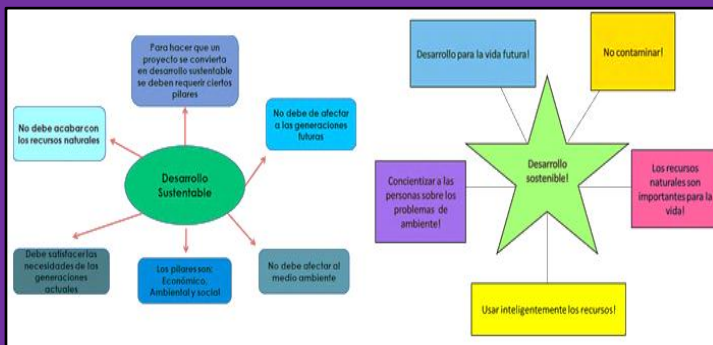 Para hacer que un
proyecto se convierta
en desarrollo sustentable
se deben requerir ciertos
pilares
No debe acabar con
los recursos naturales
No debe de afectar
a las generaciones
futuras
Desarrollo
Sustentable
Debe satisfacer las
necesidades de las
generaciones
actuales
Los pilares son:
Económico,
Ambiental y social
No debe afectar al
medio ambiente
Desarrollo para la vida futura!
No contaminar!
Desarrollo
sostenible!
Concientizar a las
personas sobre los
problemas de
ambiente!
Los recursos
naturales son
importantes para la
vida!
Usar inteligentemente los recursos!